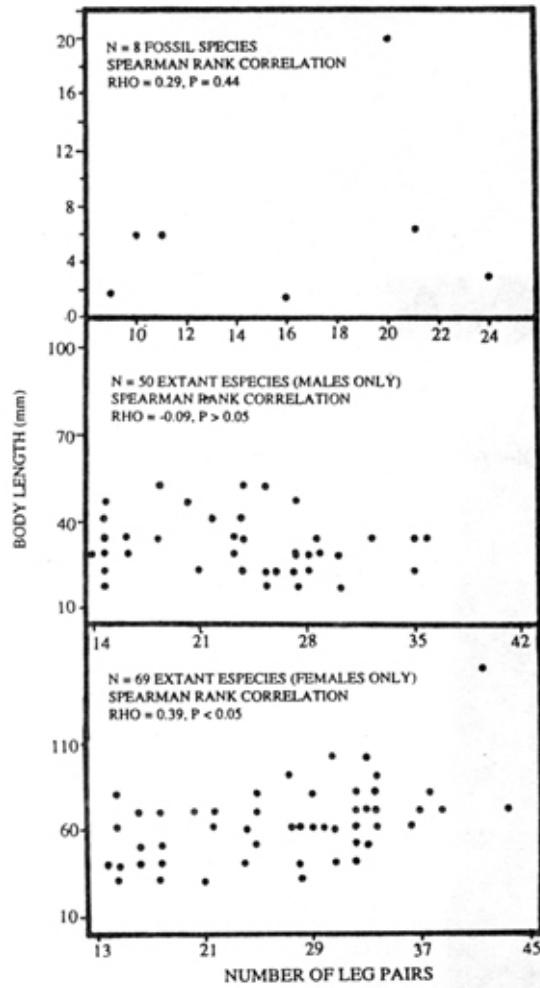 22
20
16
12
8
4
0
N = 8 FOSSIL SPECIES
SPEARMAN RANK CORRELATION
RHO = 0.29, P = 0.44
10 12 14 16 18 20 22 24
100
70
40
10
N = 50 EXTANT ESPECIES (MALES ONLY)
SPEARMAN RANK CORRELATION
RHO = -0.09, P > 0.05
14 21 28 35 42
BODY LENGTH (mm)
110
60
10
N = 69 EXTANT ESPECIES (FEMALES ONLY)
SPEARMAN RANK CORRELATION
RHO = 0.39, P < 0.05
13 21 29 37 45
NUMBER OF LEG PAIRS